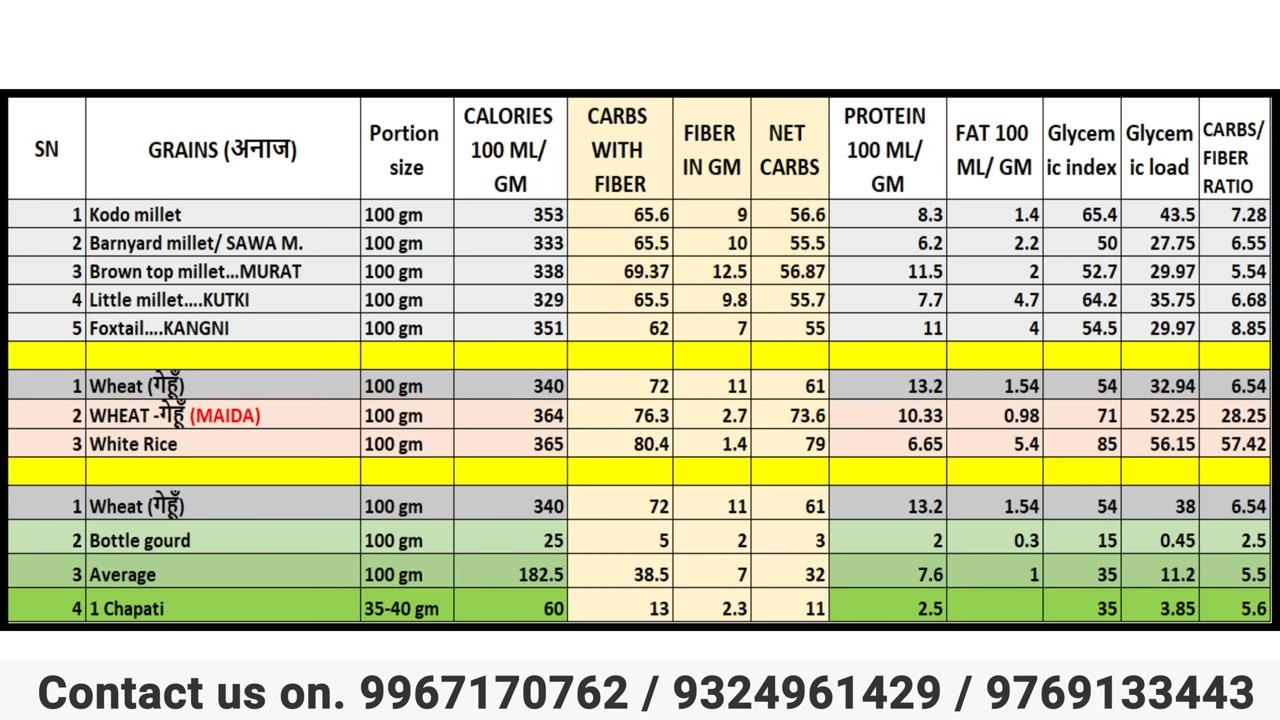 SN GRAINS (अनाज) Portion size CALORIES 100 ML/ GM CARBS WITH FIBER FIBER IN GM NET CARBS PROTEIN 100 ML/ GM FAT 100 ML/ GM Glycem ic index Glycem ic load CARBS/ FIBER RATIO
1 Kodo millet 100 gm 353 65.6 9 56.6 8.3 1.4 65.4 43.5 7.28
2 Barnyard millet/ SAWA M. 100 gm 333 65.5 10 55.5 6.2 2.2 50 27.75 6.55
3 Brown top millet...MURAT 100 gm 338 69.37 12.5 56.87 11.5 2 52.7 29.97 5.54
4 Little millet....KUTKI 100 gm 329 65.5 9.8 55.7 7.7 4.7 64.2 35.75 6.68
5 Foxtail....KANGNI 100 gm 351 62 7 55 11 4 54.5 29.97 8.85
1 Wheat (गेहूँ) 100 gm 340 72 11 61 13.2 1.54 54 32.94 6.54
2 WHEAT -गेहूँ (MAIDA) 100 gm 364 76.3 2.7 73.6 10.33 0.98 71 52.25 28.25
3 White Rice 100 gm 365 80.4 1.4 79 6.65 5.4 85 56.15 57.42
1 Wheat (गेहूँ) 100 gm 340 72 11 61 13.2 1.54 54 38 6.54
2 Bottle gourd 100 gm 25 5 2 3 2 0.3 15 0.45 2.5
3 Average 100 gm 182.5 38.5 7 32 7.6 1 35 11.2 5.5
4 1 Chapati 35-40 gm 60 13 2.3 11 2.5 35 3.85 5.6
Contact us on. 9967170762 / 9324961429 / 9769133443